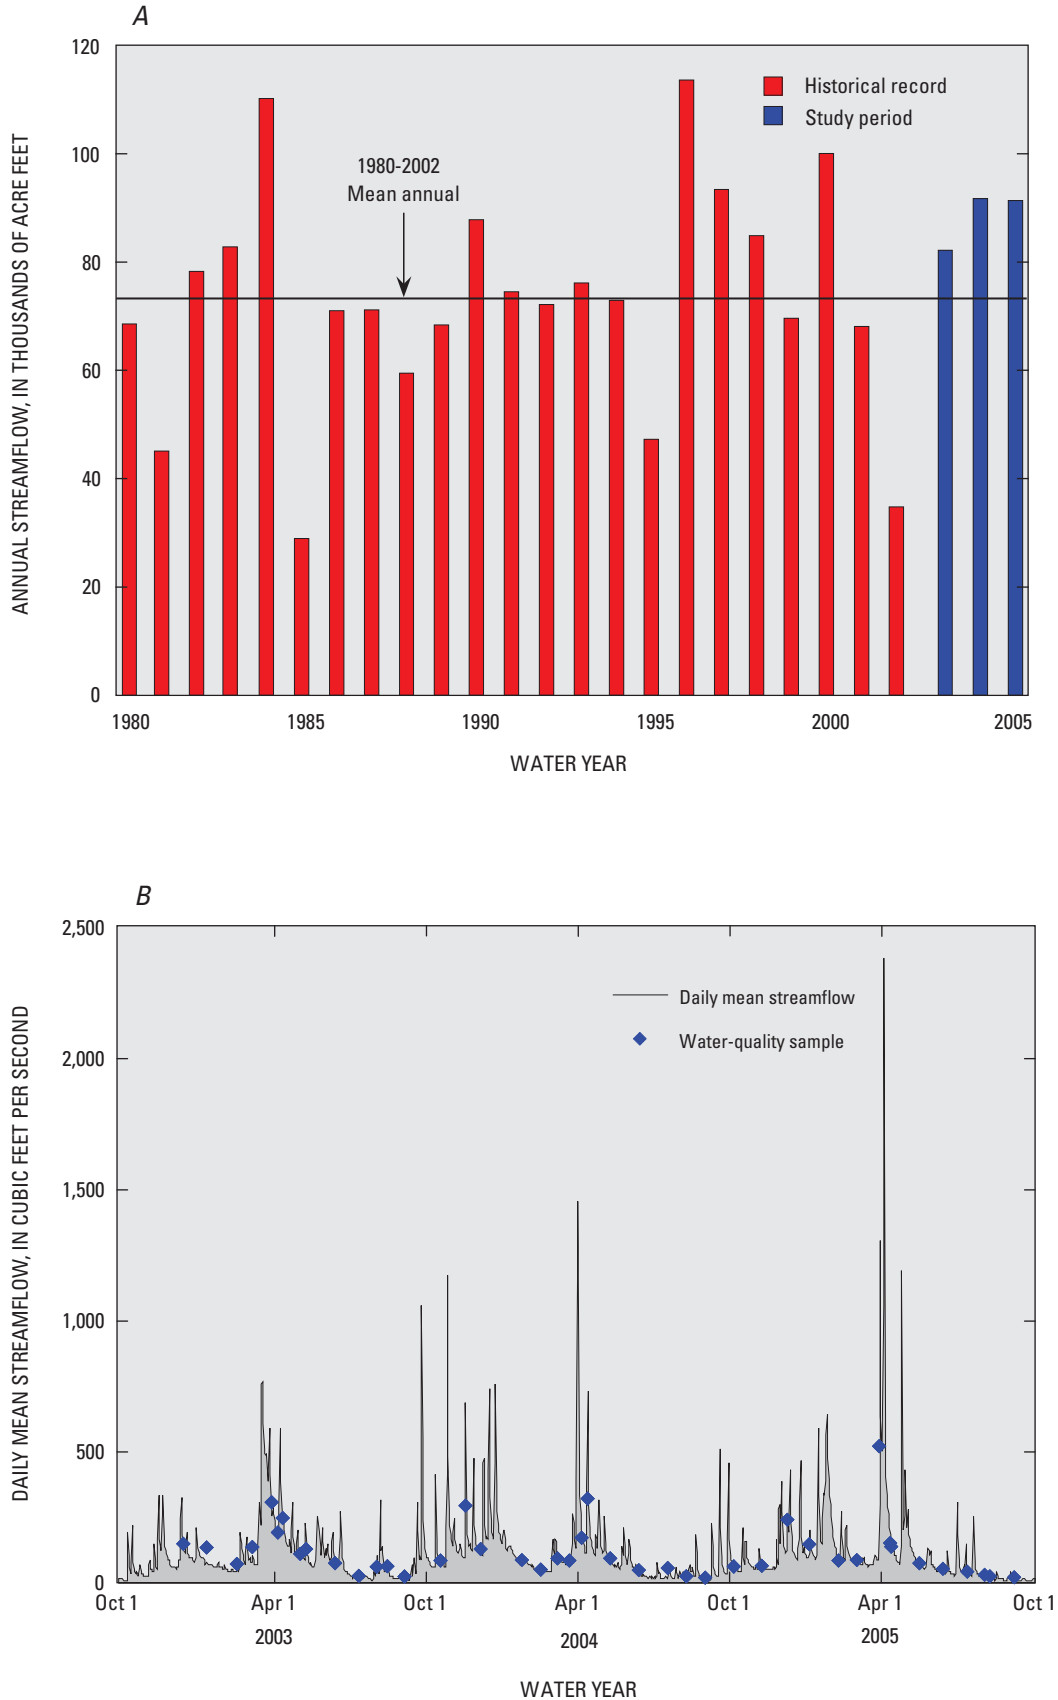 A
ANNUAL STREAMFLOW, IN THOUSANDS OF ACRE FEET
120
100
80
60
40
20
0
Historical record
Study period
1980-2002
Mean annual
1980
1985
1990
1995
2000
2005
WATER YEAR
B
DAILY MEAN STREAMFLOW, IN CUBIC FEET PER SECOND
2,500
2,000
1,500
1,000
500
0
Daily mean streamflow
Water-quality sample
Oct 1
Apr 1
Oct 1
Apr 1
Oct 1
Apr 1
Oct 1
2003
2004
2005
WATER YEAR